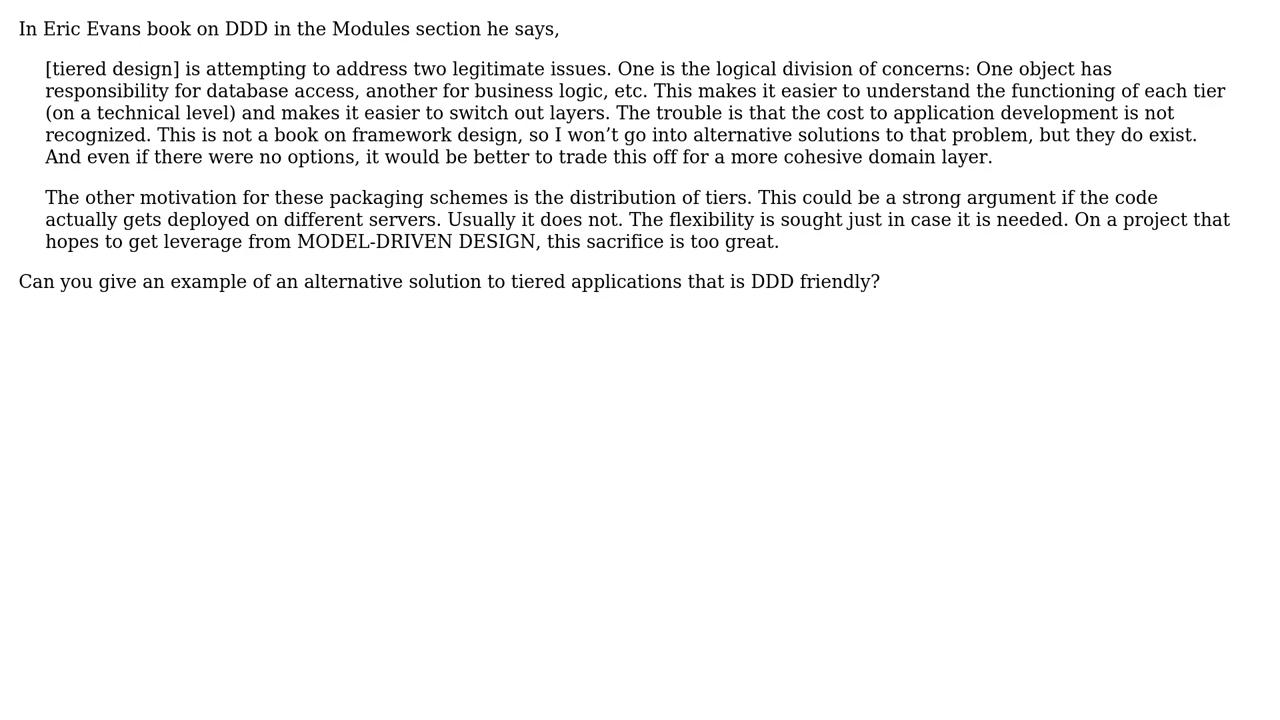 In Eric Evans book on DDD in the Modules section he says,
[tiered design] is attempting to address two legitimate issues. One is the logical division of concerns: One object has
responsibility for database access, another for business logic, etc. This makes it easier to understand the functioning of each tier
(on a technical level) and makes it easier to switch out layers. The trouble is that the cost to application development is not
recognized. This is not a book on framework design, so I won’t go into alternative solutions to that problem, but they do exist.
And even if there were no options, it would be better to trade this off for a more cohesive domain layer.
The other motivation for these packaging schemes is the distribution of tiers. This could be a strong argument if the code
actually gets deployed on different servers. Usually it does not. The flexibility is sought just in case it is needed. On a project that
hopes to get leverage from MODEL-DRIVEN DESIGN, this sacrifice is too great.
Can you give an example of an alternative solution to tiered applications that is DDD friendly?